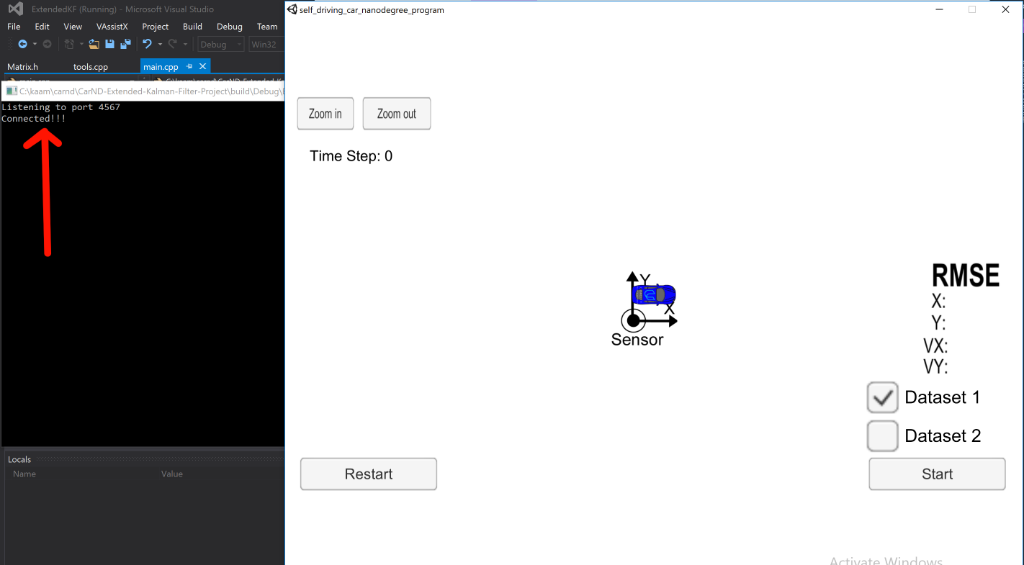 ExtendedKF (Running) - Microsoft Visual Studio
File Edit View VAssistX Project Build Debug Team
Debug Win32
Matrix.h tools.cpp main.cpp
C:\kaam\carnd\CarND-Extended-Kalman-Filter-Project\build\Debug\
Listening to port 4567
Connected!!!
Locals
Name Value
self_driving_car_nanodegree_program
Zoom in Zoom out
Time Step: 0
Y
X
Sensor
RMSE
X:
Y:
VX:
VY:
Dataset 1
Dataset 2
Restart Start
Activate Windows